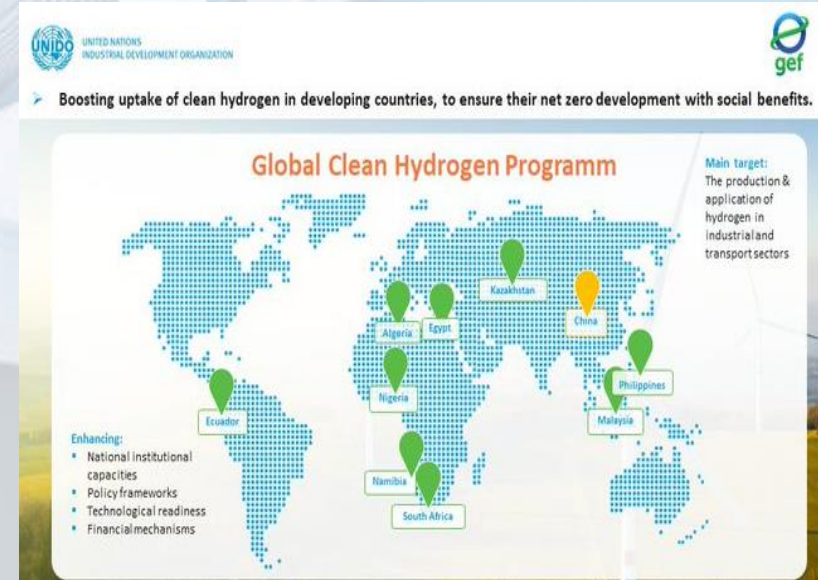 UNIDO
UNITED NATIONS
INDUSTRIAL DEVELOPMENT ORGANIZATION
gef
Boosting uptake of clean hydrogen in developing countries, to ensure their net zero development with social benefits.
Global Clean Hydrogen Programm
Main target:
The production &
application of
hydrogen in
industrial and
transport sectors
Kazakhstan
China
Algeria
Egypt
Philippines
Nigeria
Malaysia
Ecuador
Namibia
South Africa
Enhancing:
▪ National institutional
capacities
▪ Policy frameworks
▪ Technological readiness
▪ Financial mechanisms